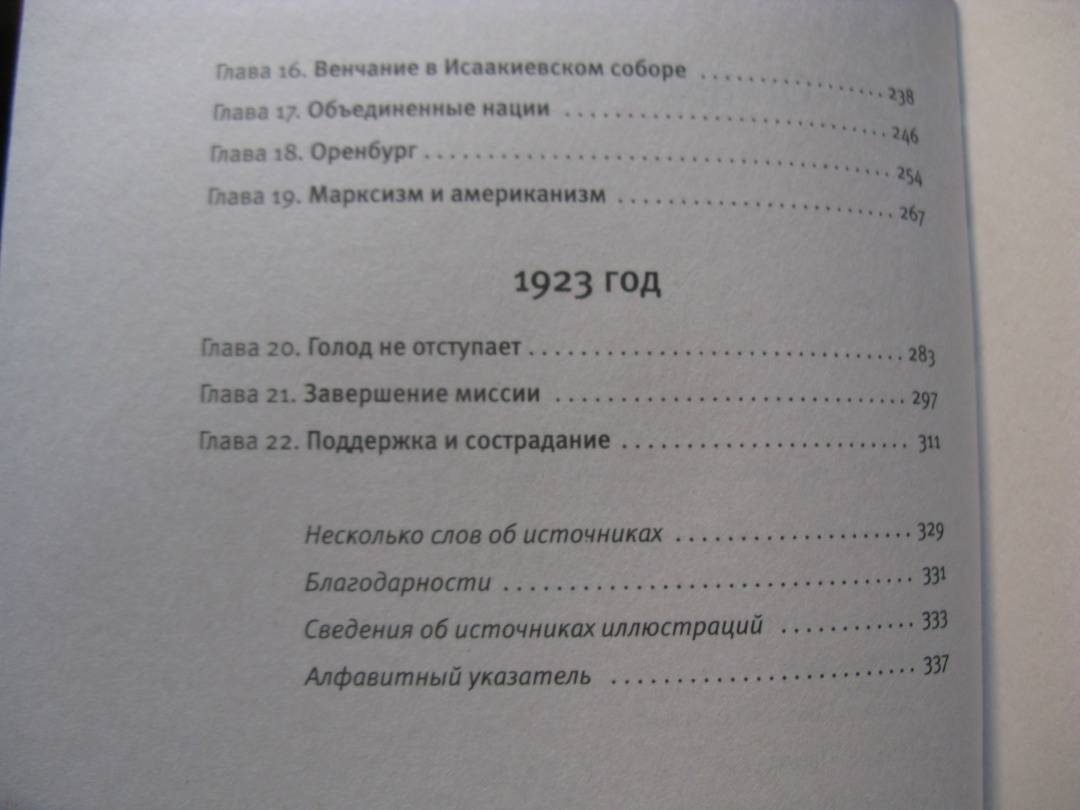 Глава 16. Венчание в Исаакиевском соборе ................ 238
Глава 17. Объединенные нации ........................ 246
Глава 18. Оренбург .................................. 254
Глава 19. Марксизм и американизм ..................... 267
1923 год
Глава 20. Голод не отступает ............................ 283
Глава 21. Завершение миссии .......................... 297
Глава 22. Поддержка и сострадание ..................... 311
Несколько слов об источниках .................. 329
Благодарности ................................ 331
Сведения об источниках иллюстраций ........... 333
Алфавитный указатель ........................ 337